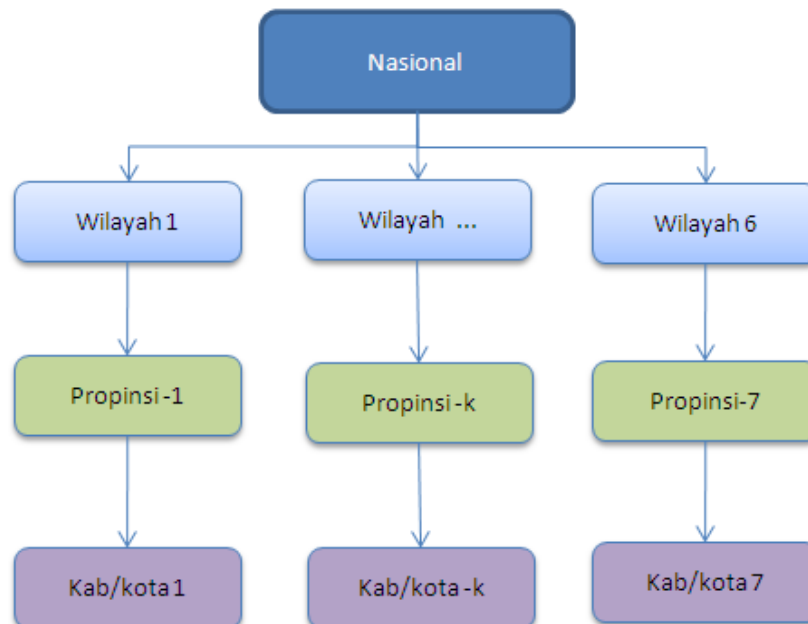 Nasional
Wilayah 1
Wilayah ...
Wilayah 6
Propinsi -1
Propinsi -k
Propinsi-7
Kab/kota 1
Kab/kota -k
Kab/kota 7